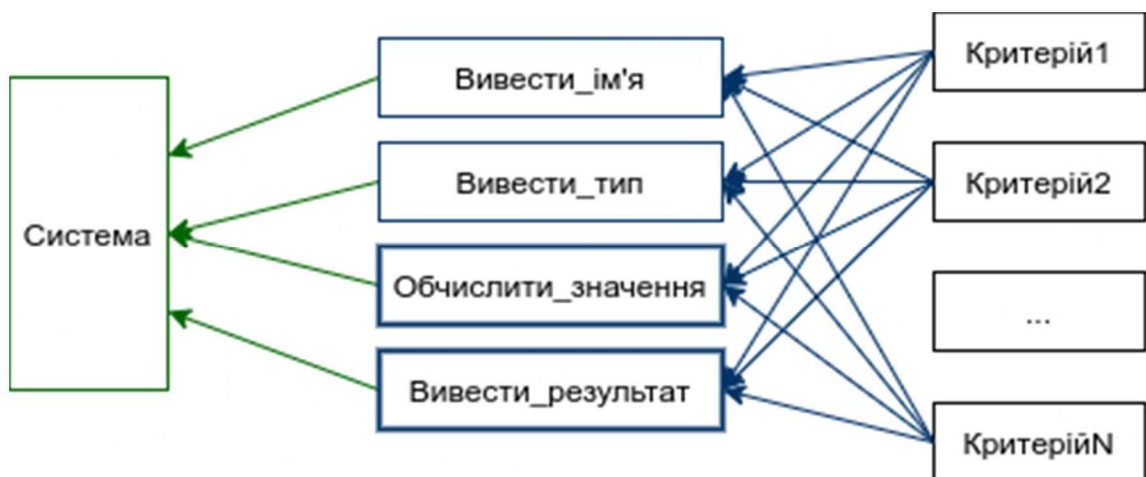 Система
Вивести_ім'я
Вивести_тип
Обчислити_значення
Вивести_результат
Критерій1
Критерій2
...
КритерійN